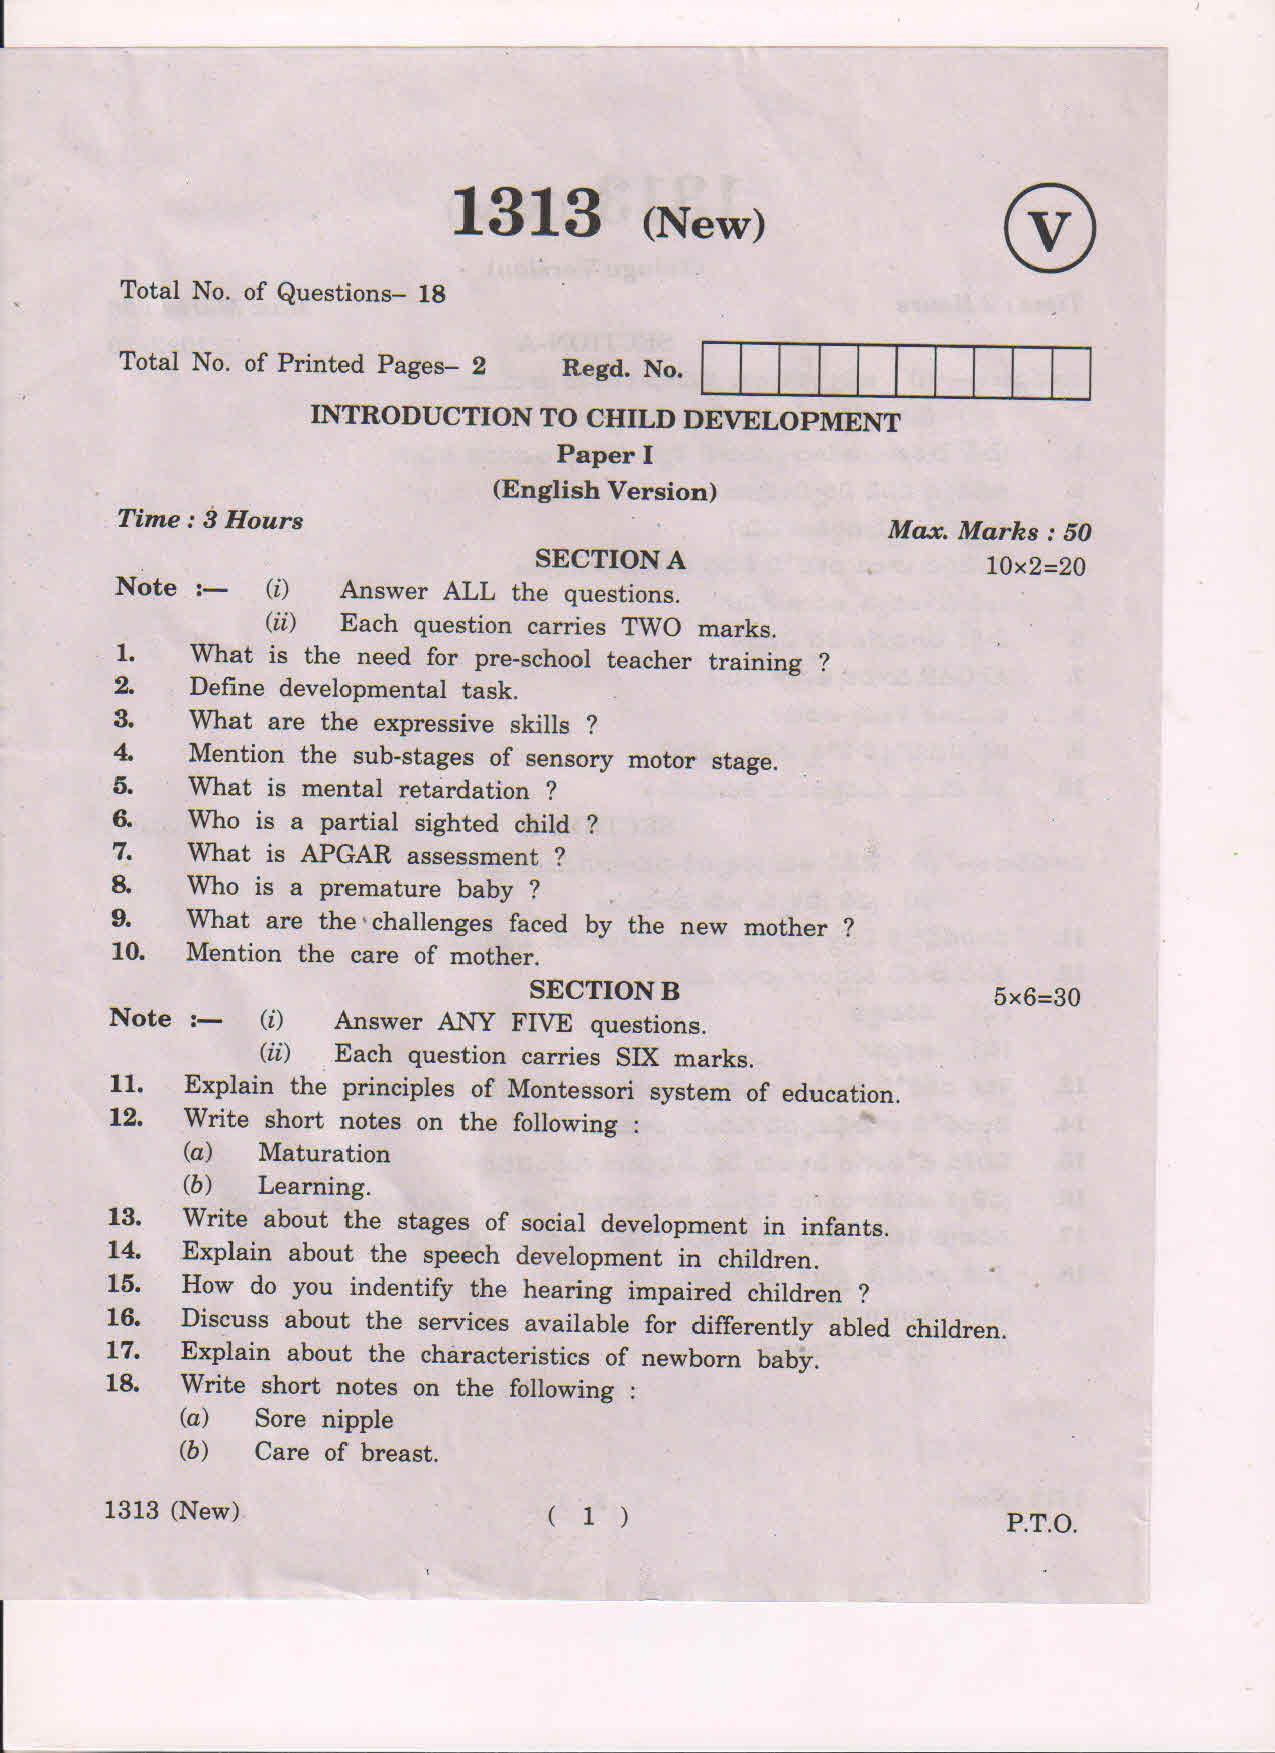 1313 (New)
V
Total No. of Questions– 18
Total No. of Printed Pages– 2 Regd. No.
INTRODUCTION TO CHILD DEVELOPMENT
Paper I
(English Version)
Time : 3 Hours Max. Marks : 50
SECTION A 10×2=20
Note :— (i) Answer ALL the questions.
(ii) Each question carries TWO marks.
1. What is the need for pre-school teacher training ?
2. Define developmental task.
3. What are the expressive skills ?
4. Mention the sub-stages of sensory motor stage.
5. What is mental retardation ?
6. Who is a partial sighted child ?
7. What is APGAR assessment ?
8. Who is a premature baby ?
9. What are the challenges faced by the new mother ?
10. Mention the care of mother.
SECTION B 5×6=30
Note :— (i) Answer ANY FIVE questions.
(ii) Each question carries SIX marks.
11. Explain the principles of Montessori system of education.
12. Write short notes on the following :
(a) Maturation
(b) Learning.
13. Write about the stages of social development in infants.
14. Explain about the speech development in children.
15. How do you indentify the hearing impaired children ?
16. Discuss about the services available for differently abled children.
17. Explain about the characteristics of newborn baby.
18. Write short notes on the following :
(a) Sore nipple
(b) Care of breast.
1313 (New) ( 1 ) P.T.O.